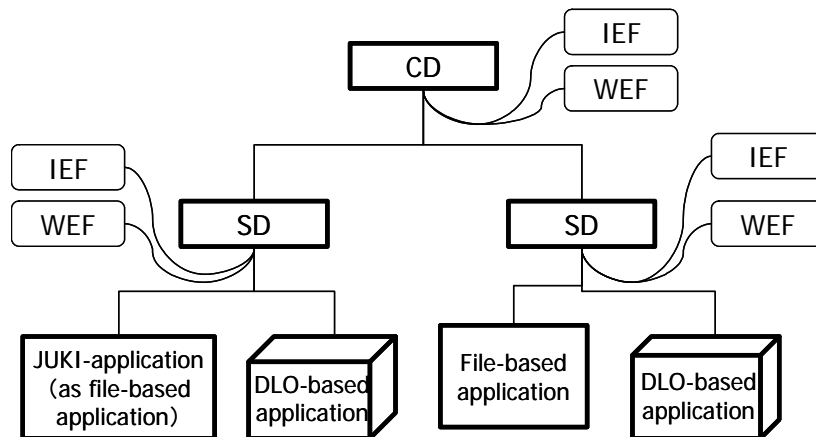 IEF
CD
WEF
IEF
WEF
SD
IEF
SD
WEF
JUKI-application
(as file-based
application)
DLO-based
application
File-based
application
DLO-based
application